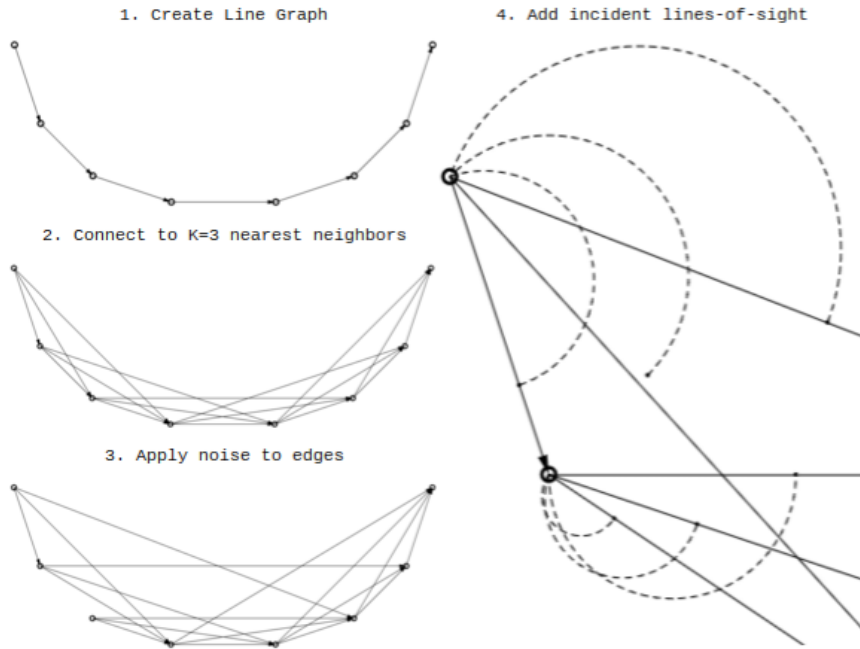 1. Create Line Graph
2. Connect to K=3 nearest neighbors
3. Apply noise to edges
4. Add incident lines-of-sight